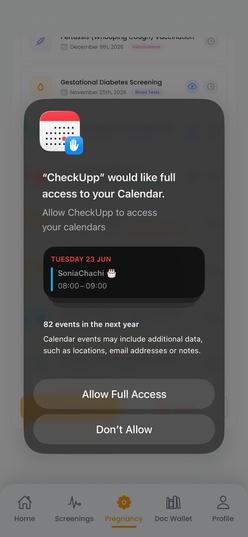 Pertussis (Whooping Cough) Vaccination
December 9th, 2026
Vaccinations
Gestational Diabetes Screening
November 25th, 2026
Blood Tests
“CheckUpp” would like full
access to your Calendar.
Allow CheckUpp to access
your calendars
TUESDAY 23 JUN
SoniaChachi 🎂
08:00 – 09:00
82 events in the next year
Calendar events may include additional data,
such as locations, email addresses or notes.
Allow Full Access
Don’t Allow
Home
Screenings
Pregnancy
Doc Wallet
Profile